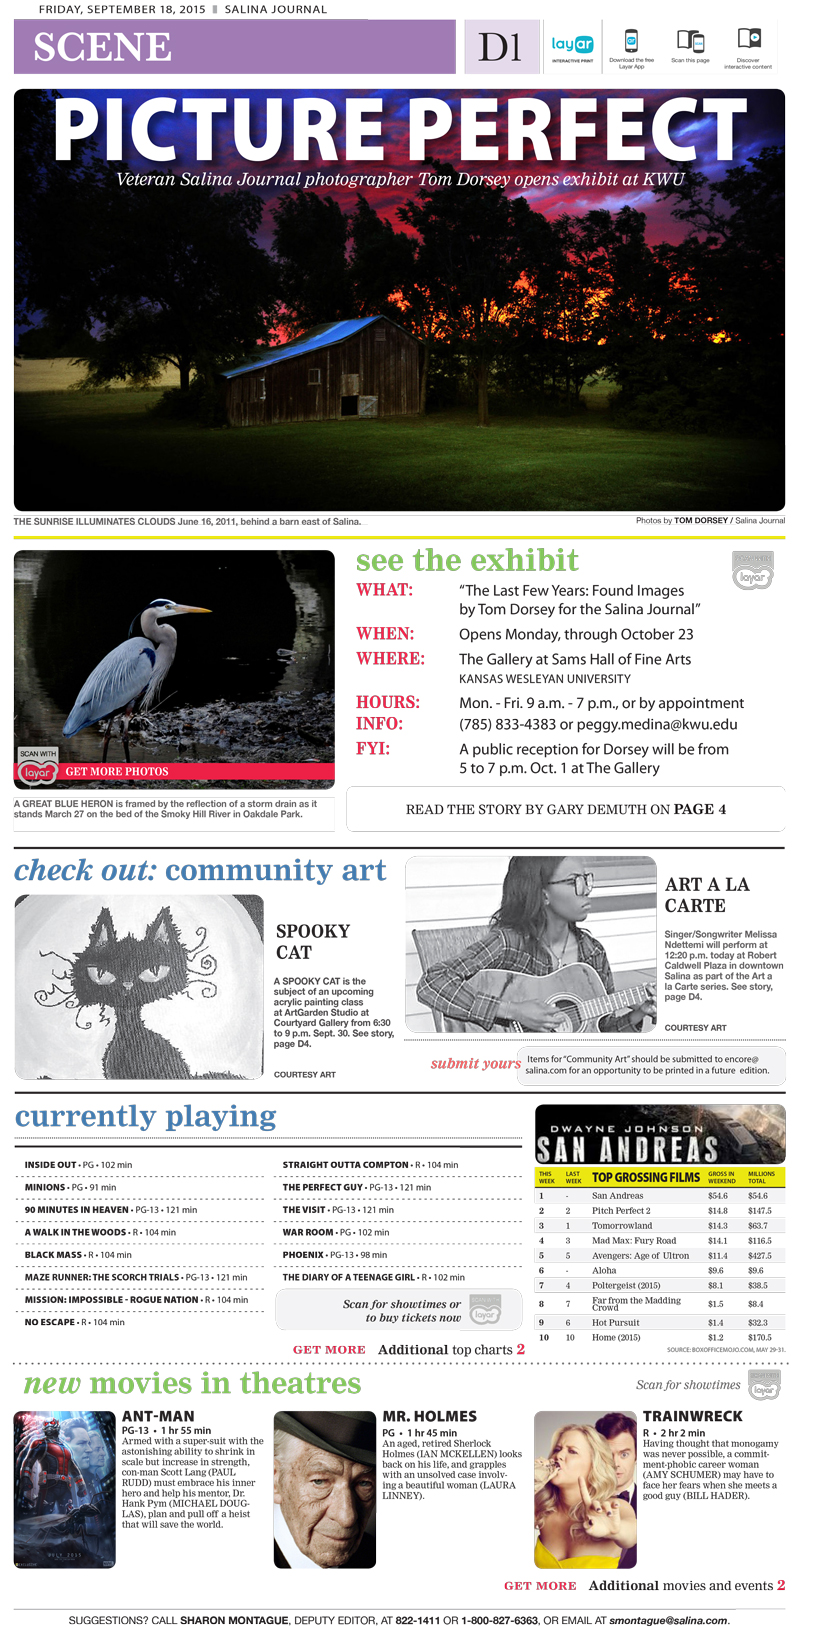 FRIDAY, SEPTEMBER 18, 2015 SALINA JOURNAL
SCENE
D1
layar
INTERACTIVE PRINT
Download the free
Layar App
Scan this page
Discover
interactive content
PICTURE PERFECT
Veteran Salina Journal photographer Tom Dorsey opens exhibit at KWU
THE SUNRISE ILLUMINATES CLOUDS June 16, 2011, behind a barn east of Salina.
Photos by TOM DORSEY / Salina Journal
SCAN WITH
layar
GET MORE PHOTOS
A GREAT BLUE HERON is framed by the reflection of a storm drain as it
stands March 27 on the bed of the Smoky Hill River in Oakdale Park.
see the exhibit
SCAN WITH
layar
WHAT: “The Last Few Years: Found Images
by Tom Dorsey for the Salina Journal”
WHEN: Opens Monday, through October 23
WHERE: The Gallery at Sams Hall of Fine Arts
KANSAS WESLEYAN UNIVERSITY
HOURS: Mon. - Fri. 9 a.m. - 7 p.m., or by appointment
INFO: (785) 833-4383 or peggy.medina@kwu.edu
FYI: A public reception for Dorsey will be from
5 to 7 p.m. Oct. 1 at The Gallery
READ THE STORY BY GARY DEMUTH ON PAGE 4
check out: community art
SPOOKY
CAT
A SPOOKY CAT is the
subject of an upcoming
acrylic painting class
at ArtGarden Studio at
Courtyard Gallery from 6:30
to 9 p.m. Sept. 30. See story,
page D4.
COURTESY ART
ART A LA
CARTE
Singer/Songwriter Melissa
Ndettemi will perform at
12:20 p.m. today at Robert
Caldwell Plaza in downtown
Salina as part of the Art a
la Carte series. See story,
page D4.
COURTESY ART
submit yours
Items for “Community Art” should be submitted to encore@
salina.com for an opportunity to be printed in a future edition.
currently playing
INSIDE OUT • PG • 102 min
MINIONS • PG • 91 min
90 MINUTES IN HEAVEN • PG-13 • 121 min
A WALK IN THE WOODS • R • 104 min
BLACK MASS • R • 104 min
MAZE RUNNER: THE SCORCH TRIALS • PG-13 • 121 min
MISSION: IMPOSSIBLE - ROGUE NATION • R • 104 min
NO ESCAPE • R • 104 min
STRAIGHT OUTTA COMPTON • R • 104 min
THE PERFECT GUY • PG-13 • 121 min
THE VISIT • PG-13 • 121 min
WAR ROOM • PG • 102 min
PHOENIX • PG-13 • 98 min
THE DIARY OF A TEENAGE GIRL • R • 102 min
Scan for showtimes or
to buy tickets now
SCAN WITH
layar
GET MORE Additional top charts 2
DWAYNE JOHNSON
SAN ANDREAS
THIS WEEK LAST WEEK TOP GROSSING FILMS GROSS IN WEEKEND MILLIONS TOTAL
1 - San Andreas $54.6 $54.6
2 2 Pitch Perfect 2 $14.8 $147.5
3 1 Tomorrowland $14.3 $63.7
4 3 Mad Max: Fury Road $14.1 $116.5
5 5 Avengers: Age of Ultron $11.4 $427.5
6 - Aloha $9.6 $9.6
7 4 Poltergeist (2015) $8.1 $38.5
8 7 Far from the Madding Crowd $1.5 $8.4
9 6 Hot Pursuit $1.4 $32.3
10 10 Home (2015) $1.2 $170.5
SOURCE: BOXOFFICEMOJO.COM, MAY 29-31.
new movies in theatres
Scan for showtimes
layar
JULY 2015
ANT-MAN
PG-13 • 1 hr 55 min
Armed with a super-suit with the
astonishing ability to shrink in
scale but increase in strength,
con-man Scott Lang (PAUL
RUDD) must embrace his inner
hero and help his mentor, Dr.
Hank Pym (MICHAEL DOUG-
LAS), plan and pull off a heist
that will save the world.
MR. HOLMES
PG • 1 hr 45 min
An aged, retired Sherlock
Holmes (IAN MCKELLEN) looks
back on his life, and grapples
with an unsolved case involv-
ing a beautiful woman (LAURA
LINNEY).
TRAINWRECK
R • 2 hr 2 min
Having thought that monogamy
was never possible, a commit-
ment-phobic career woman
(AMY SCHUMER) may have to
face her fears when she meets a
good guy (BILL HADER).
GET MORE Additional movies and events 2
SUGGESTIONS? CALL SHARON MONTAGUE, DEPUTY EDITOR, AT 822-1411 OR 1-800-827-6363, OR EMAIL AT smontague@salina.com.